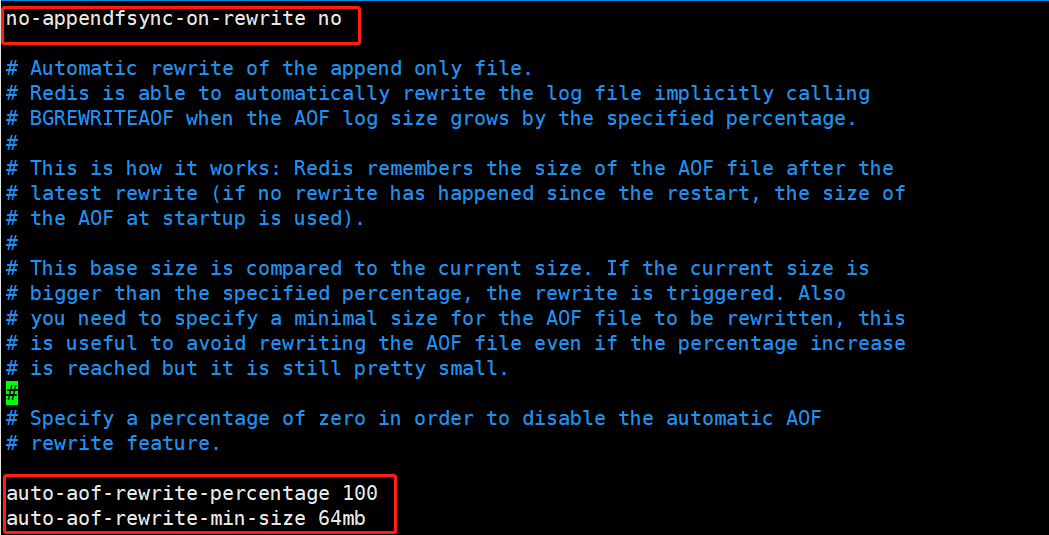 no-appendfsync-on-rewrite no
# Automatic rewrite of the append only file.
# Redis is able to automatically rewrite the log file implicitly calling
# BGREWRITEAOF when the AOF log size grows by the specified percentage.
#
# This is how it works: Redis remembers the size of the AOF file after the
# latest rewrite (if no rewrite has happened since the restart, the size of
# the AOF at startup is used).
#
# This base size is compared to the current size. If the current size is
# bigger than the specified percentage, the rewrite is triggered. Also
# you need to specify a minimal size for the AOF file to be rewritten, this
# is useful to avoid rewriting the AOF file even if the percentage increase
# is reached but it is still pretty small.
#
# Specify a percentage of zero in order to disable the automatic AOF
# rewrite feature.
auto-aof-rewrite-percentage 100
auto-aof-rewrite-min-size 64mb